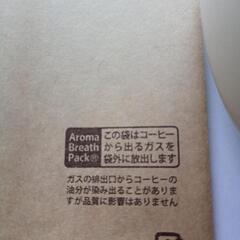 Aroma
Breath
Pack®
この袋はコーヒー
から出るガスを
袋外に放出します
ガスの排出口からコーヒーの
油分が染み出ることがありま
すが品質に影響はありません